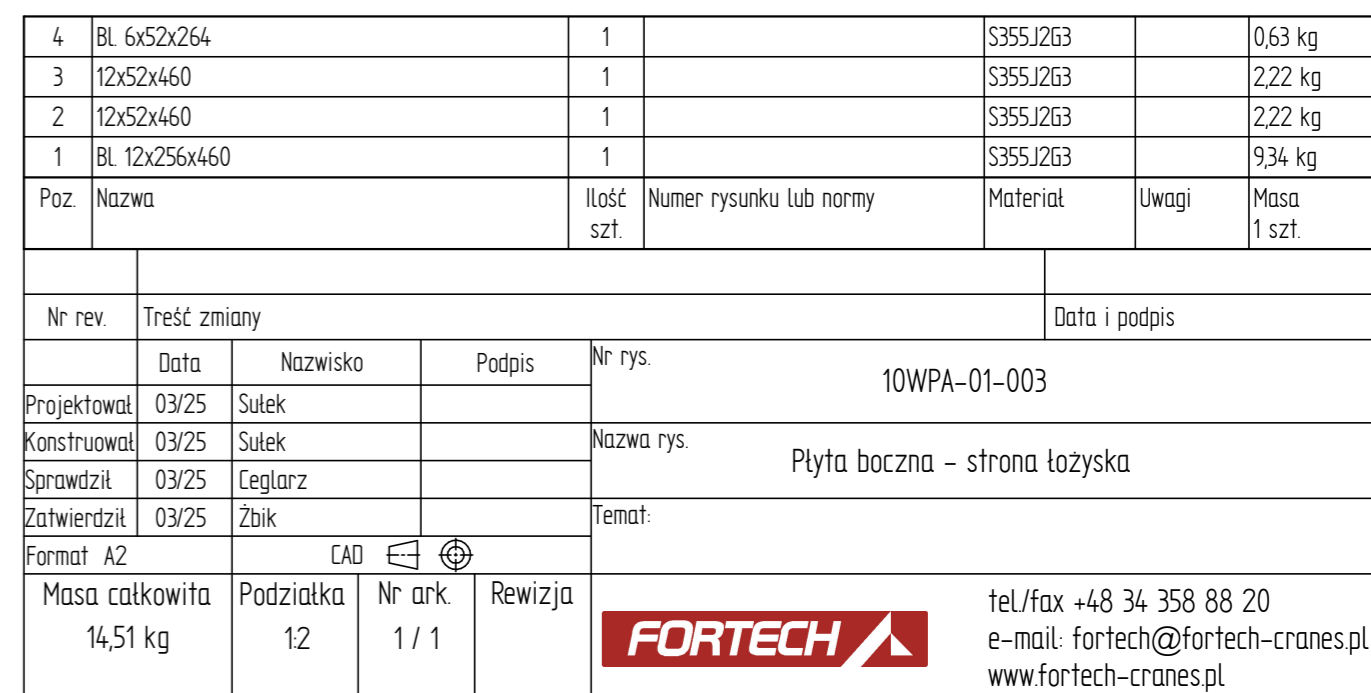 4 Bl. 6x52x264 1 S355J2G3 0,63 kg
3 12x52x460 1 S355J2G3 2,22 kg
2 12x52x460 1 S355J2G3 2,22 kg
1 Bl. 12x256x460 1 S355J2G3 9,34 kg
Poz. Nazwa Ilość szt. Numer rysunku lub normy Materiał Uwagi Masa 1 szt.
Nr rev. Treść zmiany Data i podpis
Data Nazwisko Podpis
Projektował 03/25 Sułek
Konstruował 03/25 Sułek
Sprawdził 03/25 Ceglarz
Zatwierdził 03/25 Żbik
Format A2 CAD
Nr rys.
10WPA-01-003
Nazwa rys.
Płyta boczna - strona łożyska
Temat:
Masa całkowita Podziałka Nr ark. Rewizja
14,51 kg 1:2 1 / 1
FORTECH
tel./fax +48 34 358 88 20
e-mail: fortech@fortech-cranes.pl
www.fortech-cranes.pl